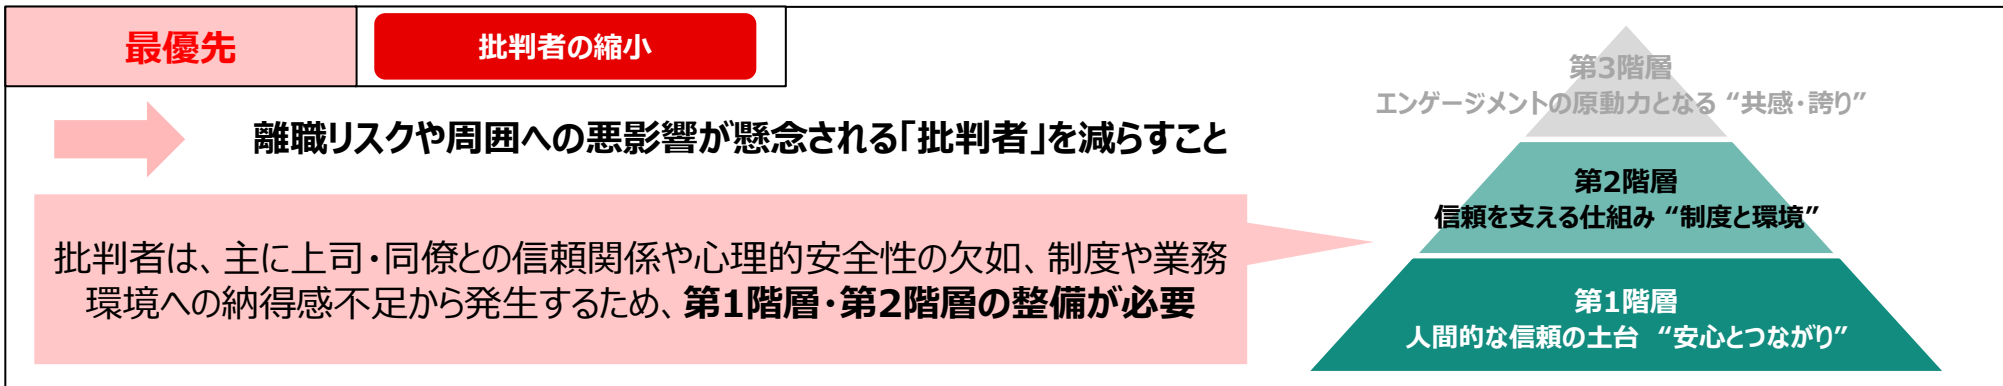 最優先
批判者の縮小
離職リスクや周囲への悪影響が懸念される「批判者」を減らすこと
批判者は、主に上司・同僚との信頼関係や心理的安全性の欠如、制度や業務
環境への納得感不足から発生するため、第1階層・第2階層の整備が必要
第3階層
エンゲージメントの原動力となる “共感・誇り”
第2階層
信頼を支える仕組み “制度と環境”
第1階層
人間的な信頼の土台 “安心とつながり”